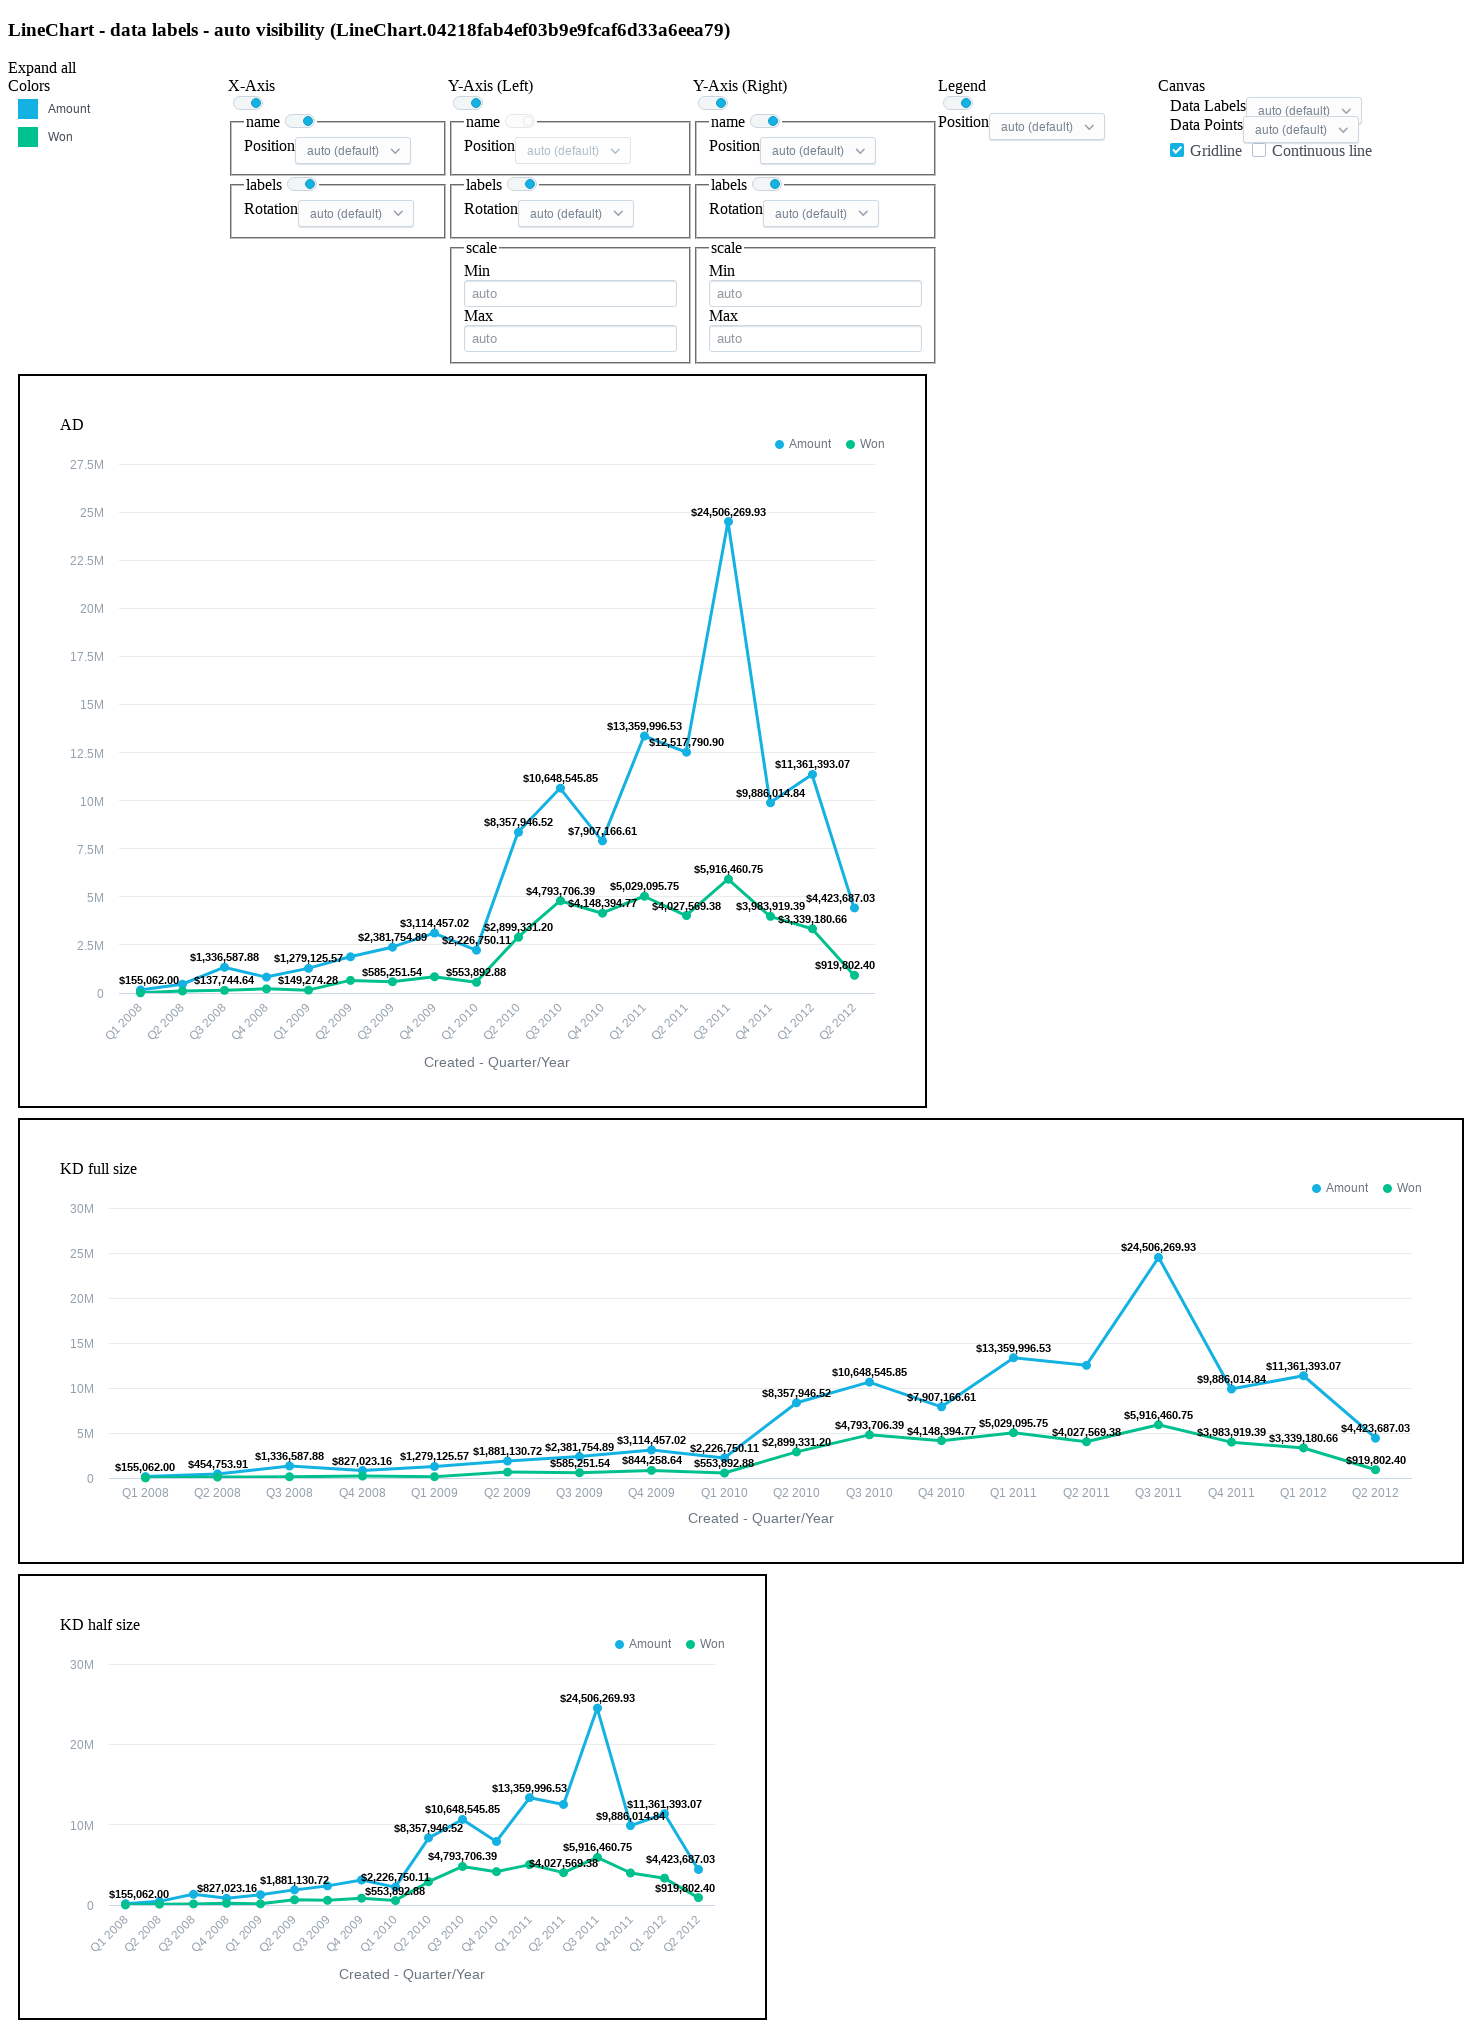 LineChart - data labels - auto visibility (LineChart.04218fab4ef03b9e9fcaf6d33a6eea79)
Expand all
Colors
Amount
Won
X-Axis
name
Position auto (default)
labels
Rotation auto (default)
Y-Axis (Left)
name
Position auto (default)
labels
Rotation auto (default)
scale
Min
auto
Max
auto
Y-Axis (Right)
name
Position auto (default)
labels
Rotation auto (default)
scale
Min
auto
Max
auto
Legend
Position auto (default)
Canvas
Data Labels auto (default)
Data Points auto (default)
Gridline Continuous line
AD
Amount Won
27.5M
25M
22.5M
20M
17.5M
15M
12.5M
10M
7.5M
5M
2.5M
0
$24,506,269.93
$13,359,996.53
$12,517,790.90
$11,361,393.07
$10,648,545.85
$9,886,014.84
$8,357,946.52
$7,907,166.61
$5,916,460.75
$4,793,706.39
$5,029,095.75
$4,423,687.03
$4,148,394.77
$4,027,569.38
$3,983,919.39
$3,339,180.66
$3,114,457.02
$2,899,331.20
$2,381,754.89
$2,226,750.11
$1,336,587.88
$1,279,125.57
$919,802.40
$585,251.54
$553,892.88
$155,062.00
$137,744.64
$149,274.28
Q1 2008 Q2 2008 Q3 2008 Q4 2008 Q1 2009 Q2 2009 Q3 2009 Q4 2009 Q1 2010 Q2 2010 Q3 2010 Q4 2010 Q1 2011 Q2 2011 Q3 2011 Q4 2011 Q1 2012 Q2 2012
Created - Quarter/Year
KD full size
Amount Won
30M
25M
20M
15M
10M
5M
0
$24,506,269.93
$13,359,996.53
$11,361,393.07
$10,648,545.85
$9,886,014.84
$8,357,946.52
$7,907,166.61
$5,916,460.75
$5,029,095.75
$4,793,706.39
$4,423,687.03
$4,148,394.77
$4,027,569.38
$3,983,919.39
$3,339,180.66
$3,114,457.02
$2,899,331.20
$2,381,754.89
$2,226,750.11
$1,881,130.72
$1,336,587.88
$1,279,125.57
$919,802.40
$827,023.16
$844,258.64
$585,251.54
$553,892.88
$454,753.91
$155,062.00
Q1 2008 Q2 2008 Q3 2008 Q4 2008 Q1 2009 Q2 2009 Q3 2009 Q4 2009 Q1 2010 Q2 2010 Q3 2010 Q4 2010 Q1 2011 Q2 2011 Q3 2011 Q4 2011 Q1 2012 Q2 2012
Created - Quarter/Year
KD half size
Amount Won
30M
20M
10M
0
$24,506,269.93
$13,359,996.53
$11,361,393.07
$10,648,545.85
$9,886,014.84
$8,357,946.52
$5,916,460.75
$4,793,706.39
$4,423,687.03
$4,027,569.38
$2,226,750.11
$1,881,130.72
$919,802.40
$827,023.16
$553,892.88
$155,062.00
Q1 2008 Q2 2008 Q3 2008 Q4 2008 Q1 2009 Q2 2009 Q3 2009 Q4 2009 Q1 2010 Q2 2010 Q3 2010 Q4 2010 Q1 2011 Q2 2011 Q3 2011 Q4 2011 Q1 2012 Q2 2012
Created - Quarter/Year